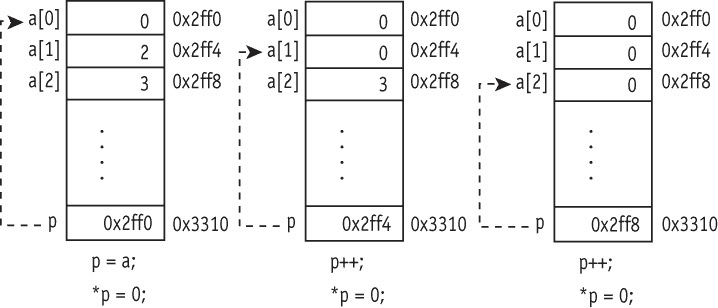 a[0] 0 0x2ff0
a[1] 2 0x2ff4
a[2] 3 0x2ff8
p 0x2ff0 0x3310
p = a;
*p = 0;
a[0] 0 0x2ff0
a[1] 0 0x2ff4
a[2] 3 0x2ff8
p 0x2ff4 0x3310
p++;
*p = 0;
a[0] 0 0x2ff0
a[1] 0 0x2ff4
a[2] 0 0x2ff8
p 0x2ff8 0x3310
p++;
*p = 0;